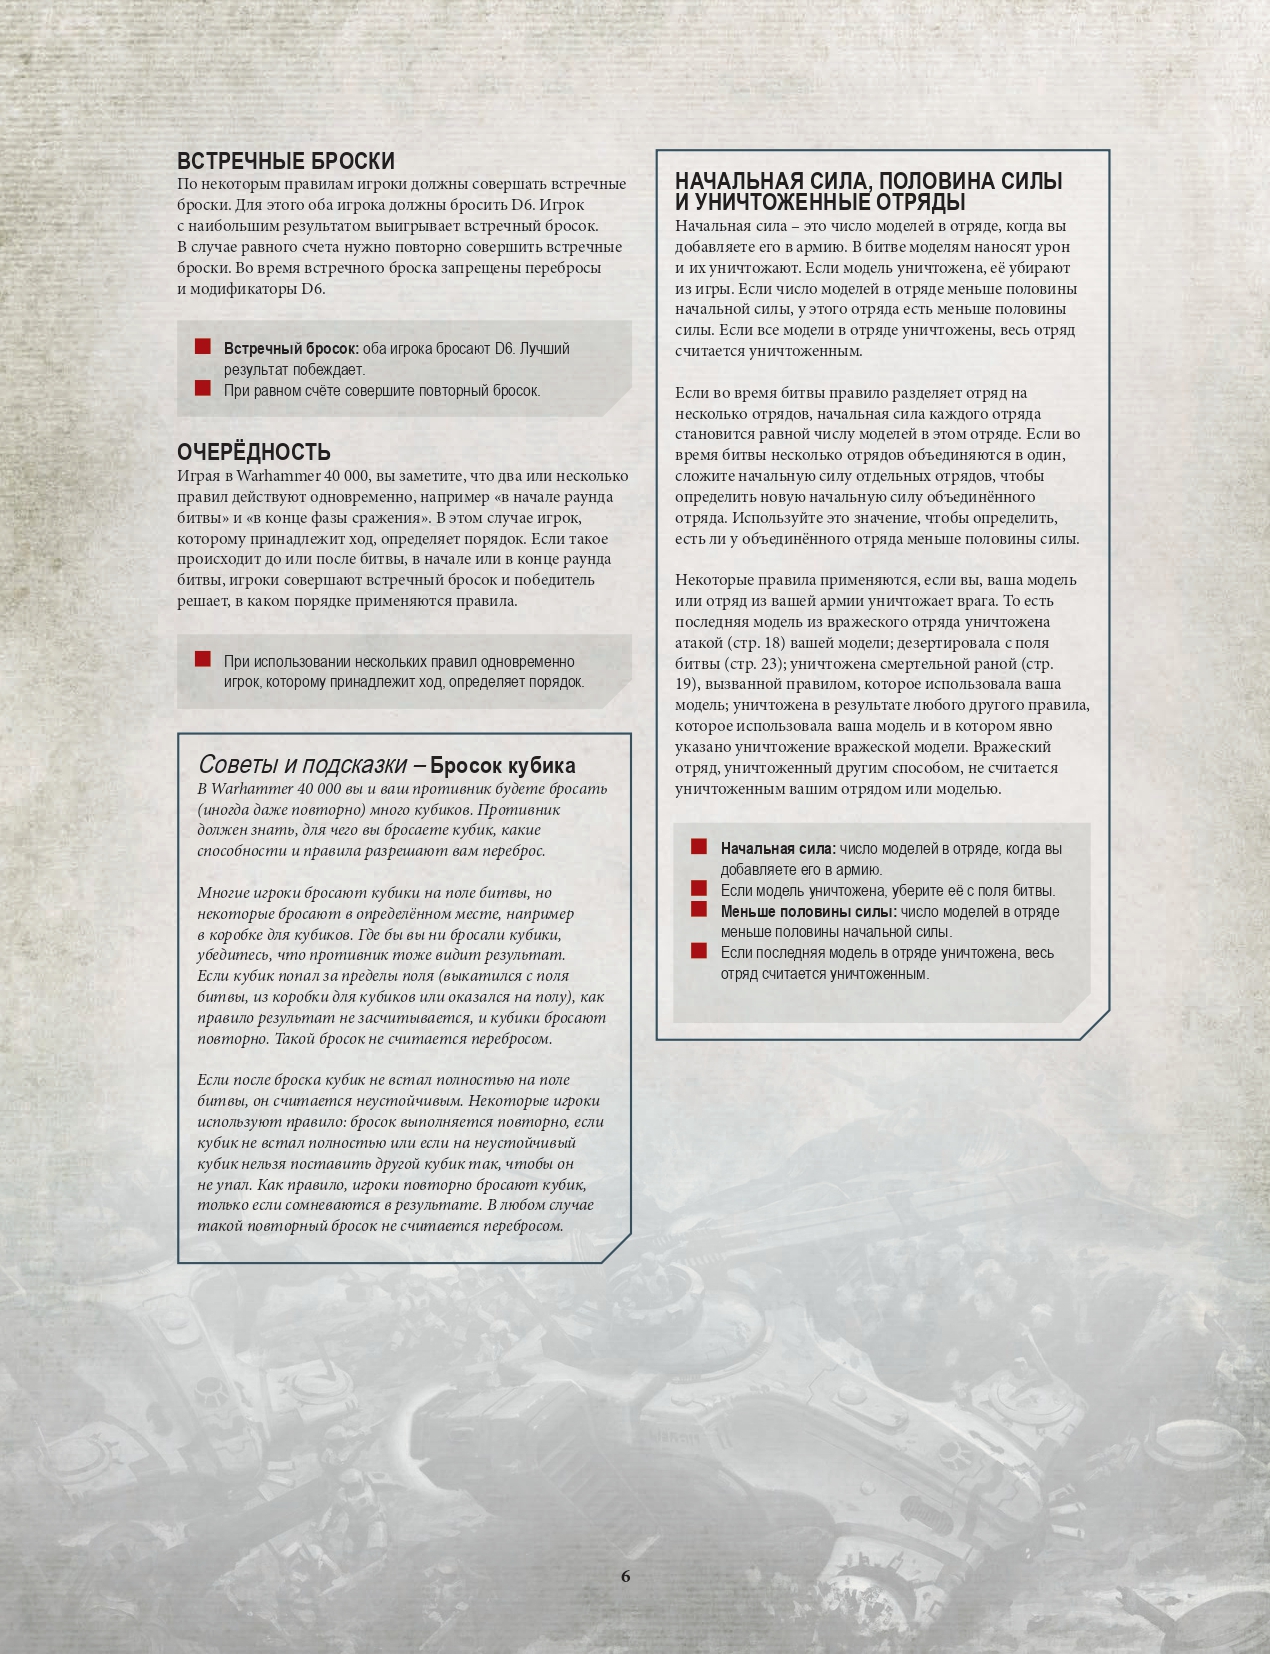 ВСТРЕЧНЫЕ БРОСКИ
По некоторым правилам игроки должны совершать встречные
броски. Для этого оба игрока должны бросить D6. Игрок
с наибольшим результатом выигрывает встречный бросок.
В случае равного счета нужно повторно совершить встречные
броски. Во время встречного броска запрещены перебросы
и модификаторы D6.
Встречный бросок: оба игрока бросают D6. Лучший
результат побеждает.
При равном счёте совершите повторный бросок.
ОЧЕРЁДНОСТЬ
Играя в Warhammer 40 000, вы заметите, что два или несколько
правил действуют одновременно, например «в начале раунда
битвы» и «в конце фазы сражения». В этом случае игрок,
которому принадлежит ход, определяет порядок. Если такое
происходит до или после битвы, в начале или в конце раунда
битвы, игроки совершают встречный бросок и победитель
решает, в каком порядке применяются правила.
При использовании нескольких правил одновременно
игрок, которому принадлежит ход, определяет порядок.
Советы и подсказки – Бросок кубика
В Warhammer 40 000 вы и ваш противник будете бросать
(иногда даже повторно) много кубиков. Противник
должен знать, для чего вы бросаете кубик, какие
способности и правила разрешают вам переброс.
Многие игроки бросают кубики на поле битвы, но
некоторые бросают в определённом месте, например
в коробке для кубиков. Где бы вы ни бросали кубики,
убедитесь, что противник тоже видит результат.
Если кубик попал за пределы поля (выкатился с поля
битвы, из коробки для кубиков или оказался на полу), как
правило результат не засчитывается, и кубики бросают
повторно. Такой бросок не считается перебросом.
Если после броска кубик не встал полностью на поле
битвы, он считается неустойчивым. Некоторые игроки
используют правило: бросок выполняется повторно, если
кубик не встал полностью или если на неустойчивый
кубик нельзя поставить другой кубик так, чтобы он
не упал. Как правило, игроки повторно бросают кубик,
только если сомневаются в результате. В любом случае
такой повторный бросок не считается перебросом.
НАЧАЛЬНАЯ СИЛА, ПОЛОВИНА СИЛЫ
И УНИЧТОЖЕННЫЕ ОТРЯДЫ
Начальная сила – это число моделей в отряде, когда вы
добавляете его в армию. В битве моделям наносят урон
и их уничтожают. Если модель уничтожена, её убирают
из игры. Если число моделей в отряде меньше половины
начальной силы, у этого отряда есть меньше половины
силы. Если все модели в отряде уничтожены, весь отряд
считается уничтоженным.
Если во время битвы правило разделяет отряд на
несколько отрядов, начальная сила каждого отряда
становится равной числу моделей в этом отряде. Если во
время битвы несколько отрядов объединяются в один,
сложите начальную силу отдельных отрядов, чтобы
определить новую начальную силу объединённого
отряда. Используйте это значение, чтобы определить,
есть ли у объединённого отряда меньше половины силы.
Некоторые правила применяются, если вы, ваша модель
или отряд из вашей армии уничтожает врага. То есть
последняя модель из вражеского отряда уничтожена
атакой (стр. 18) вашей модели; дезертировала с поля
битвы (стр. 23); уничтожена смертельной раной (стр.
19), вызванной правилом, которое использовала ваша
модель; уничтожена в результате любого другого правила,
которое использовала ваша модель и в котором явно
указано уничтожение вражеской модели. Вражеский
отряд, уничтоженный другим способом, не считается
уничтоженным вашим отрядом или моделью.
Начальная сила: число моделей в отряде, когда вы
добавляете его в армию.
Если модель уничтожена, уберите её с поля битвы.
Меньше половины силы: число моделей в отряде
меньше половины начальной силы.
Если последняя модель в отряде уничтожена, весь
отряд считается уничтоженным.
6